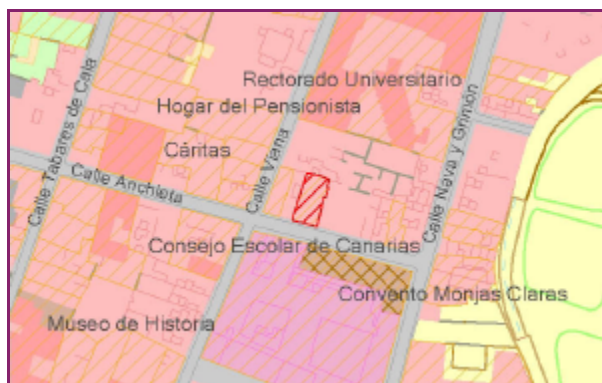 Rectorado Universitario
Hogar del Pensionista
Cáritas
Calle Tabares de Cala
Calle Viana
Calle Nava y Grimón
Calle Anchieta
Consejo Escolar de Canarias
Convento Monjas Claras
Museo de Historia